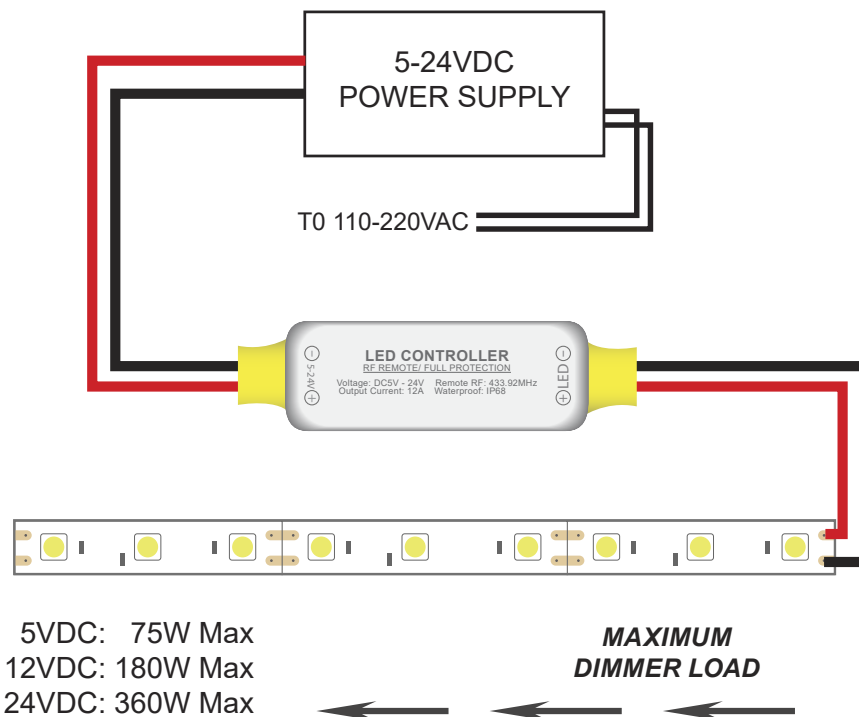 5-24VDC
POWER SUPPLY
T0 110-220VAC
LED CONTROLLER
RF REMOTE/ FULL PROTECTION
Voltage: DC5V - 24V Remote RF: 433.92MHz
Output Current: 12A Waterproof: IP68
- 5-24V +
- LED +
5VDC: 75W Max
12VDC: 180W Max
24VDC: 360W Max
MAXIMUM
DIMMER LOAD